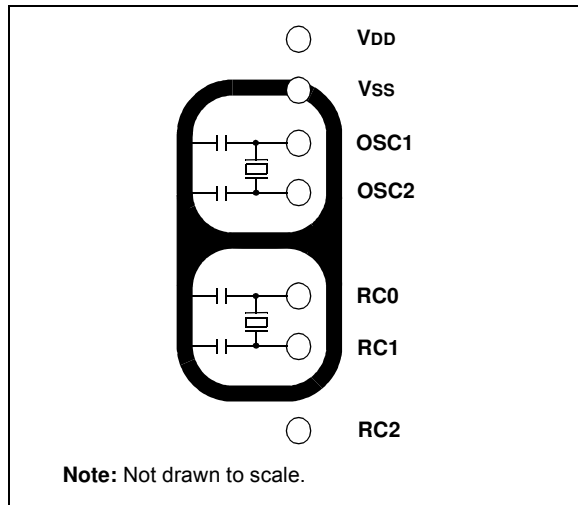 VDD
VSS
OSC1
OSC2
RC0
RC1
RC2
Note: Not drawn to scale.